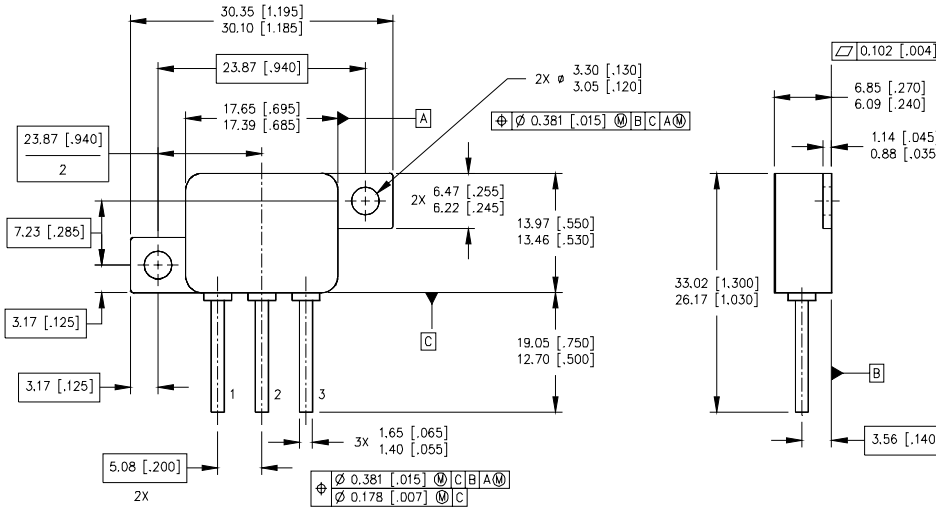 30.35 [1.195]
30.10 [1.185]
23.87 [.940]
17.65 [.695]
17.39 [.685]
A
2X ø 3.30 [.130]
3.05 [.120]
⌖ Ø 0.381 [.015] Ⓜ B C A Ⓜ
⏥ 0.102 [.004]
6.85 [.270]
6.09 [.240]
1.14 [.045]
0.88 [.035
23.87 [.940]
2
2X 6.47 [.255]
6.22 [.245]
7.23 [.285]
13.97 [.550]
13.46 [.530]
33.02 [1.300]
26.17 [1.030]
3.17 [.125]
C
19.05 [.750]
12.70 [.500]
B
3.17 [.125]
1 2 3
3X 1.65 [.065]
1.40 [.055]
3.56 [.140
5.08 [.200]
2X
⌖ Ø 0.381 [.015] Ⓜ C B A Ⓜ
Ø 0.178 [.007] Ⓜ C